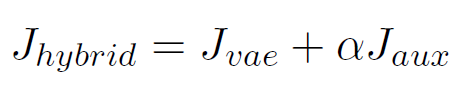 J_{hybrid} = J_{vae} + αJ_{aux}